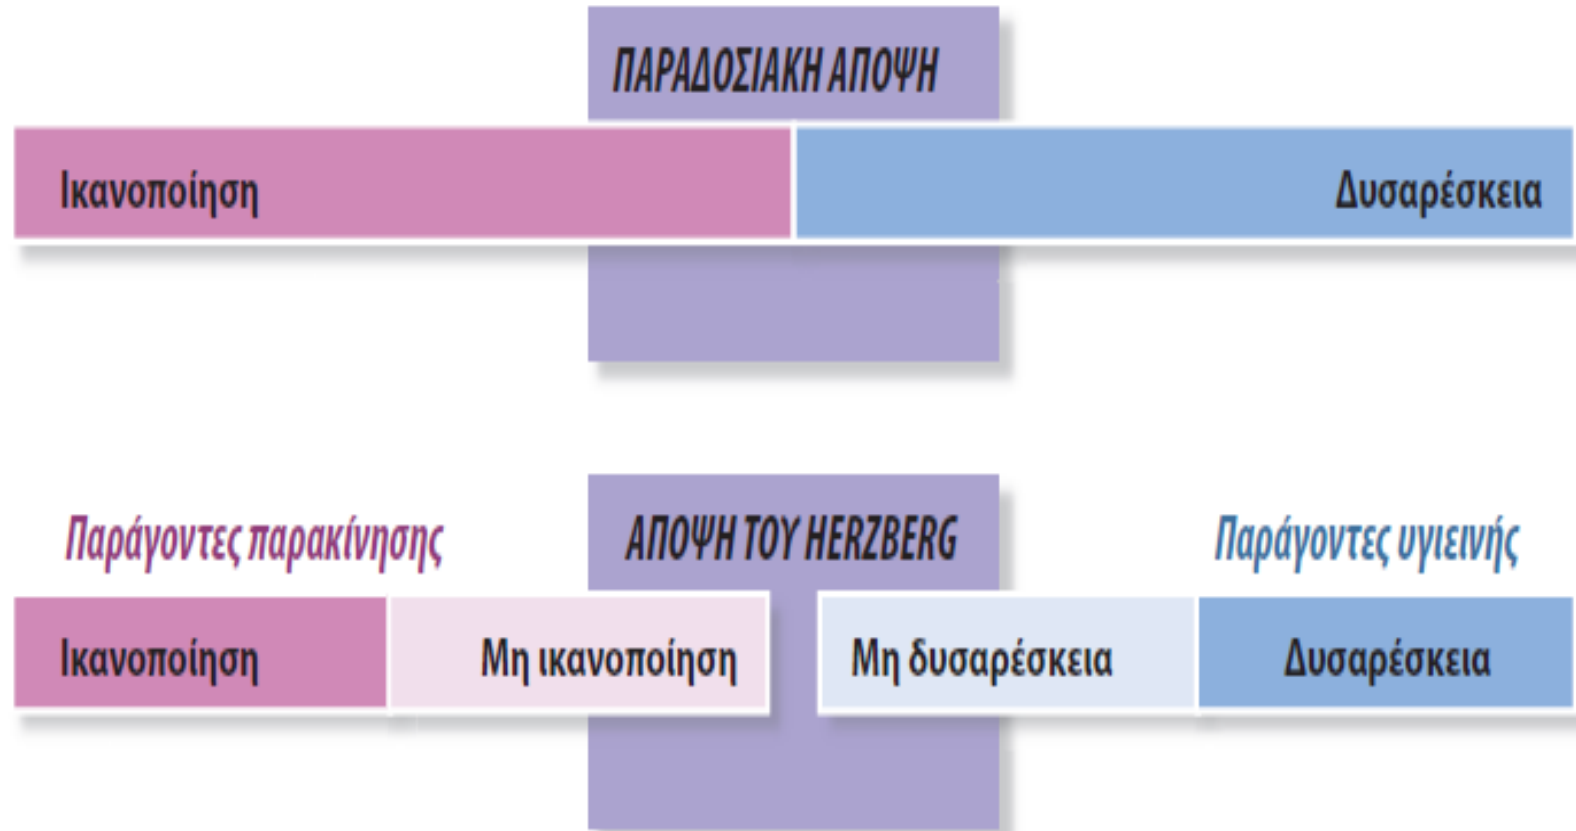 ΠΑΡΑΔΟΣΙΑΚΗ ΑΠΟΨΗ
Ικανοποίηση Δυσαρέσκεια
Παράγοντες παρακίνησης ΑΠΟΨΗ ΤΟΥ HERZBERG Παράγοντες υγιεινής
Ικανοποίηση Μη ικανοποίηση Μη δυσαρέσκεια Δυσαρέσκεια